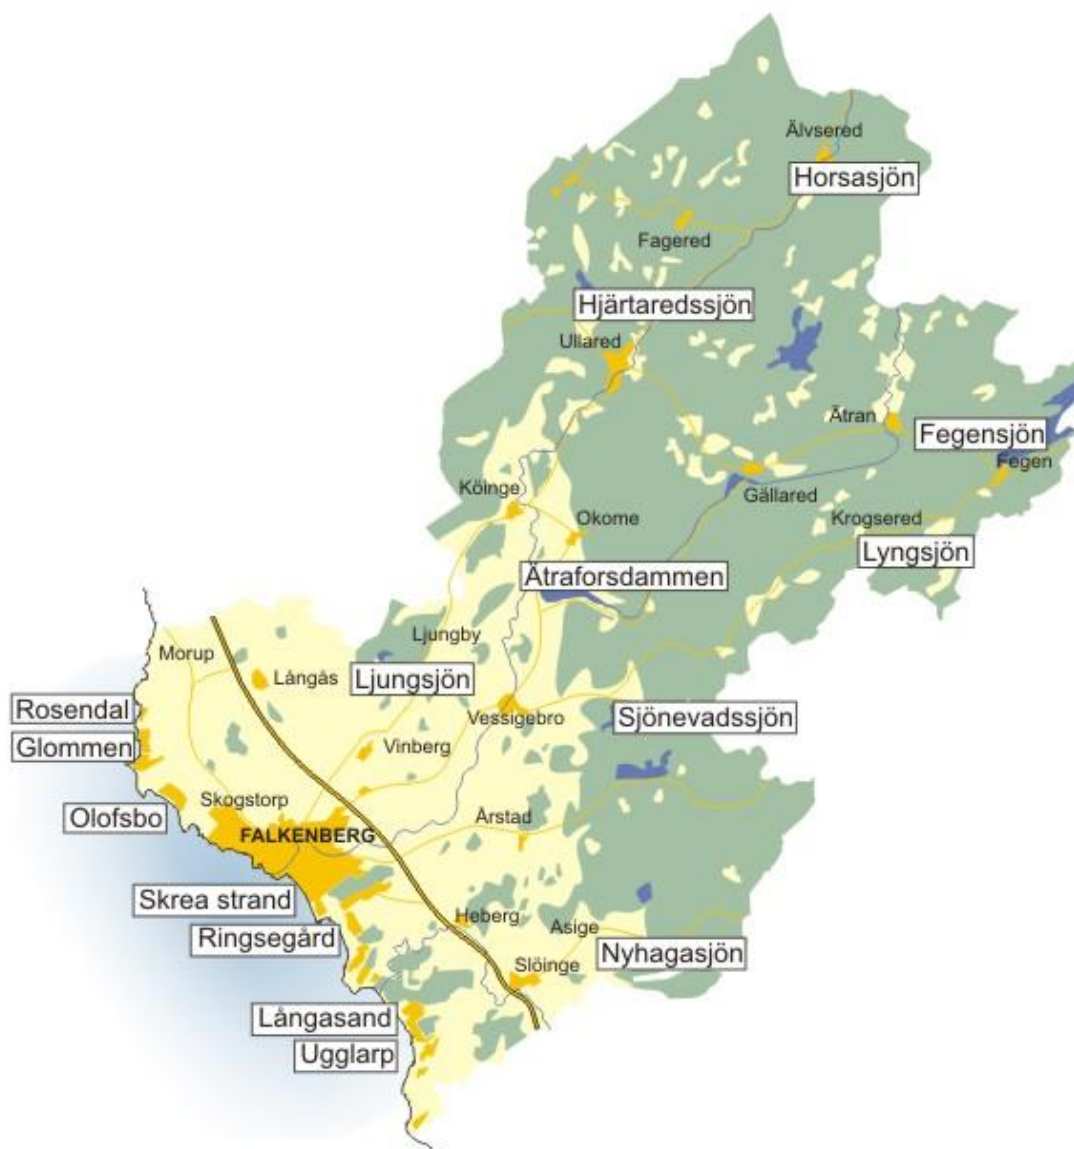 Älvsered
Horsasjön
Fagered
Hjärtaredssjön
Ullared
Ätran
Fegensjön
Fegen
Gällared
Köinge
Okome
Krogsered
Lyngsjön
Ätraforsdammen
Ljungby
Morup
Långås
Ljungsjön
Rosendal
Vessigebro
Sjönevadssjön
Glommen
Vinberg
Skogstorp
Olofsbo
Årstad
FALKENBERG
Skrea strand
Heberg
Asige
Ringsegård
Nyhagasjön
Slöinge
Långasand
Ugglarp